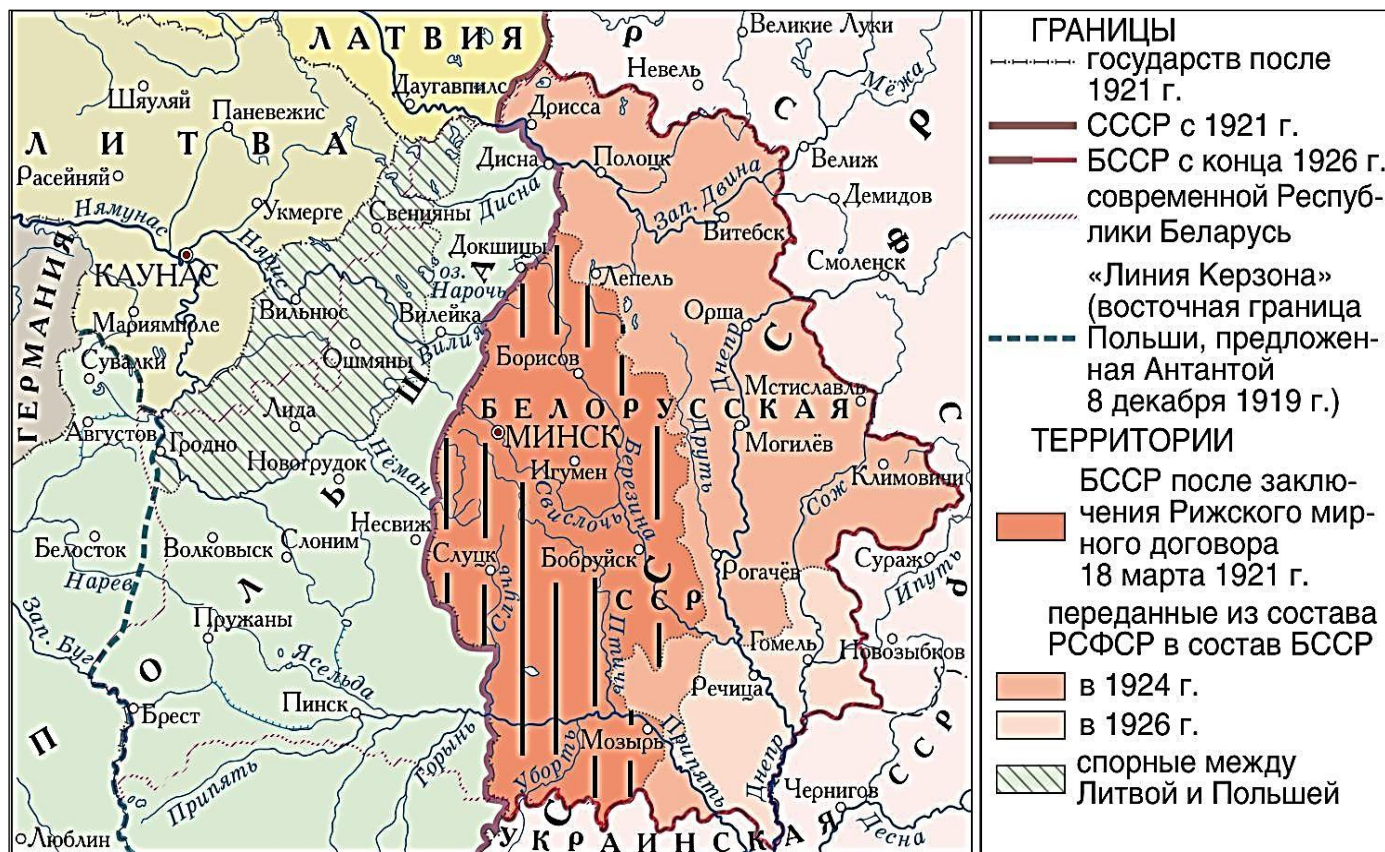 ЛАТВИЯ
Великие Луки
Невель
Мёжа
Даугавпилс
Шяуляй
Паневежис
Дрисса
ЛИТВА
Дисна
Полоцк
Велиж
Расейняй
Укмерге
Свенцяны
Дисна
Зап. Двина
Демидов
Нямунас
Нярис
Докшицы
Витебск
оз. Нарочь
Лепель
Смоленск
ГЕРМАНИЯ
КАУНАС
Мариямполе
Вильнюс
Вилейка
Орша
Сувалки
Ошмяны
Вилия
Борисов
Днепр
Мстиславль
БЕЛОРУССКАЯ
Августов
Гродно
Лида
МИНСК
Могилёв
Новогрудок
Нёман
Игумен
Березина
Друть
Климовичи
Свислочь
Сож
Несвиж
Белосток
Волковыск
Слоним
Слуцк
Бобруйск
Рогачёв
Сураж
Ипуть
Нарев
ССР
Зап. Буг
Пружаны
Случь
Птичь
Гомель
Новозыбков
Ясельда
Речица
Брест
Пинск
Мозырь
ПОЛЬША
Припять
Горынь
Уборть
Припять
Днепр
Чернигов
Люблин
Десна
УКРАИНСКАЯ
ССР
РСФСР
ГРАНИЦЫ
государств после
1921 г.
СССР с 1921 г.
БССР с конца 1926 г.
современной Респуб-
лики Беларусь
«Линия Керзона»
(восточная граница
Польши, предложен-
ная Антантой
8 декабря 1919 г.)
ТЕРРИТОРИИ
БССР после заклю-
чения Рижского мир-
ного договора
18 марта 1921 г.
переданные из состава
РСФСР в состав БССР
в 1924 г.
в 1926 г.
спорные между
Литвой и Польшей